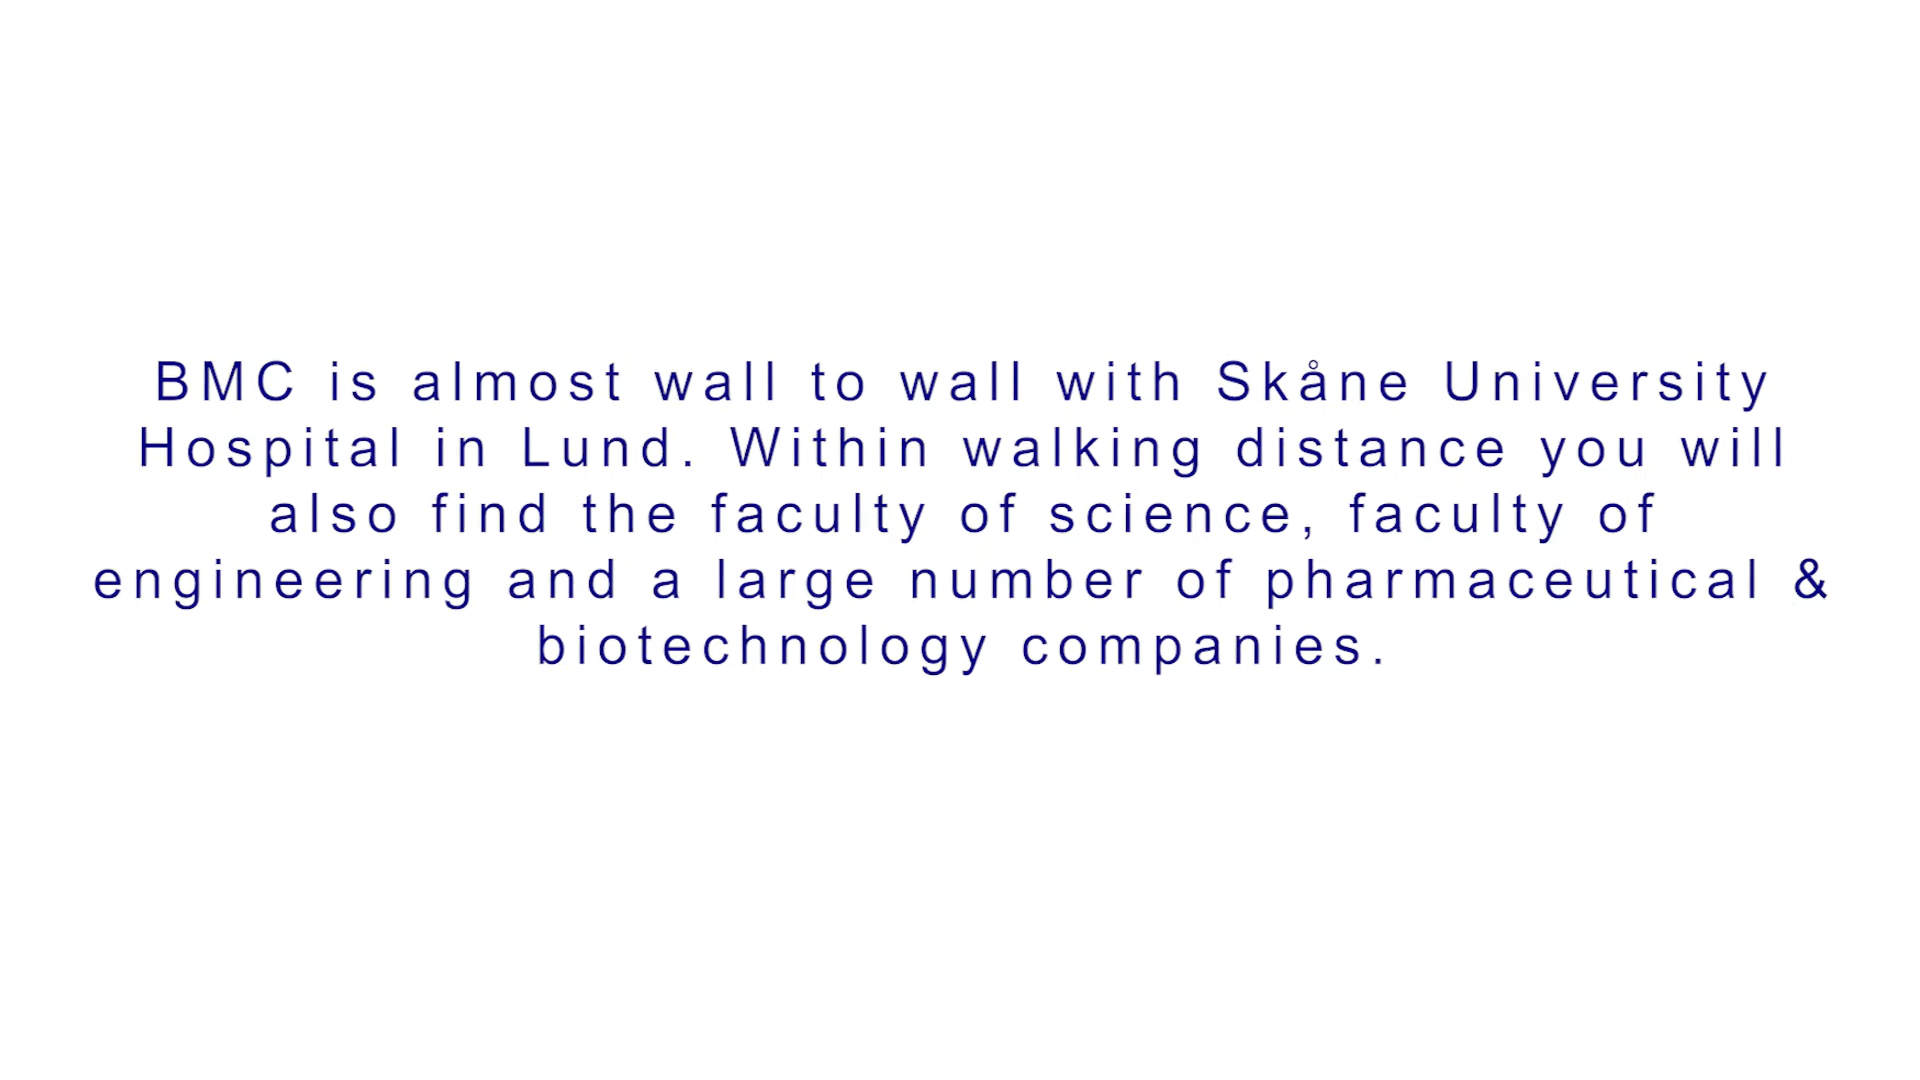 BMC is almost wall to wall with Skåne University
Hospital in Lund. Within walking distance you will
also find the faculty of science, faculty of
engineering and a large number of pharmaceutical &
biotechnology companies.